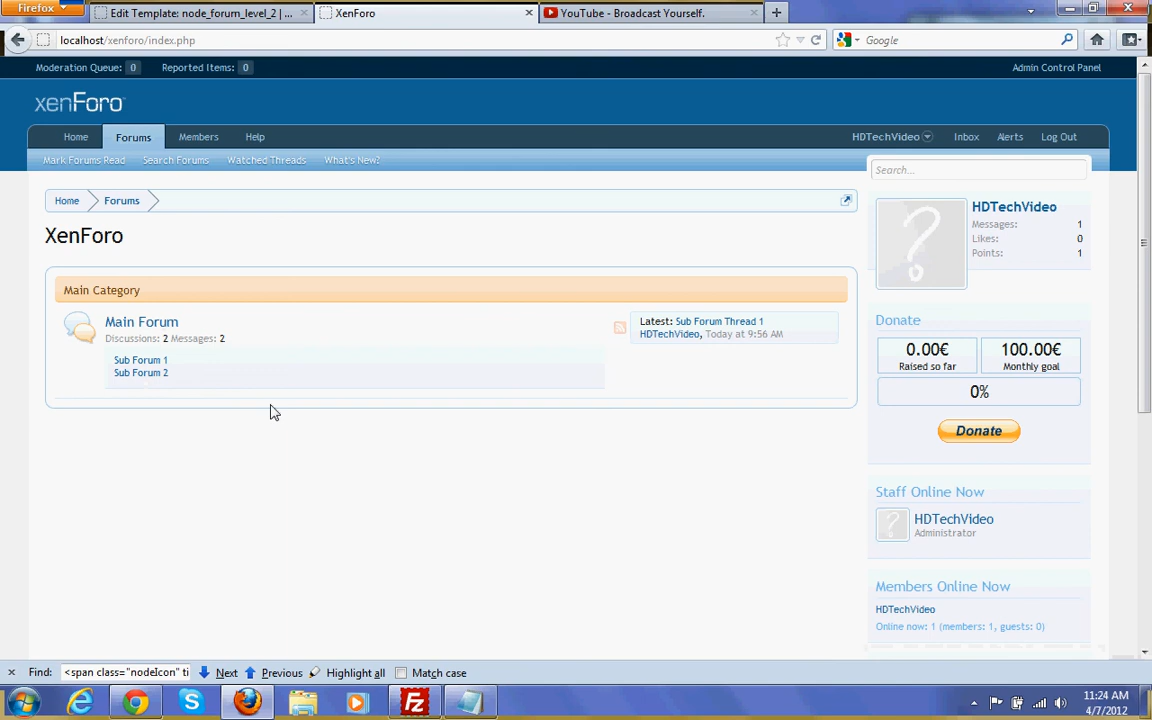 Firefox
Edit Template: node_forum_level_2 | ...
XenForo
YouTube - Broadcast Yourself.
localhost/xenforo/index.php
Google
Moderation Queue: 0 Reported Items: 0
Admin Control Panel
xenForo
Home Forums Members Help
HDTechVideo Inbox Alerts Log Out
Mark Forums Read Search Forums Watched Threads What's New?
Search...
Home Forums
XenForo
Main Category
Main Forum
Discussions: 2 Messages: 2
Sub Forum 1
Sub Forum 2
Latest: Sub Forum Thread 1
HDTechVideo, Today at 9:56 AM
HDTechVideo
Messages: 1
Likes: 0
Points: 1
Donate
0.00€ 100.00€
Raised so far Monthly goal
0%
Donate
Staff Online Now
HDTechVideo
Administrator
Members Online Now
HDTechVideo
Online now: 1 (members: 1, guests: 0)
Find: <span class="nodeIcon" ti Next Previous Highlight all Match case
11:24 AM
4/7/2012